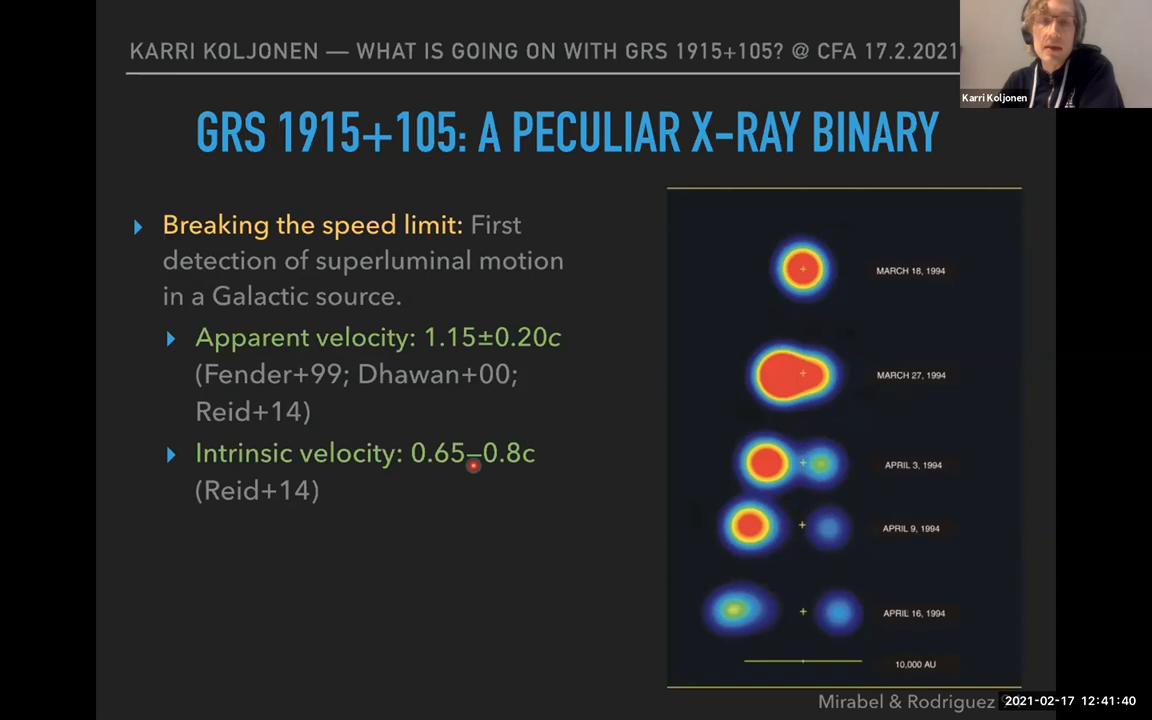 KARRI KOLJONEN — WHAT IS GOING ON WITH GRS 1915+105? @ CFA 17.2.2021
Karri Koljonen
GRS 1915+105: A PECULIAR X-RAY BINARY
Breaking the speed limit: First
detection of superluminal motion
in a Galactic source.
Apparent velocity: 1.15±0.20c
(Fender+99; Dhawan+00;
Reid+14)
Intrinsic velocity: 0.65–0.8c
(Reid+14)
MARCH 18, 1994
MARCH 27, 1994
APRIL 3, 1994
APRIL 9, 1994
APRIL 16, 1994
10,000 AU
Mirabel & Rodriguez
2021-02-17 12:41:40